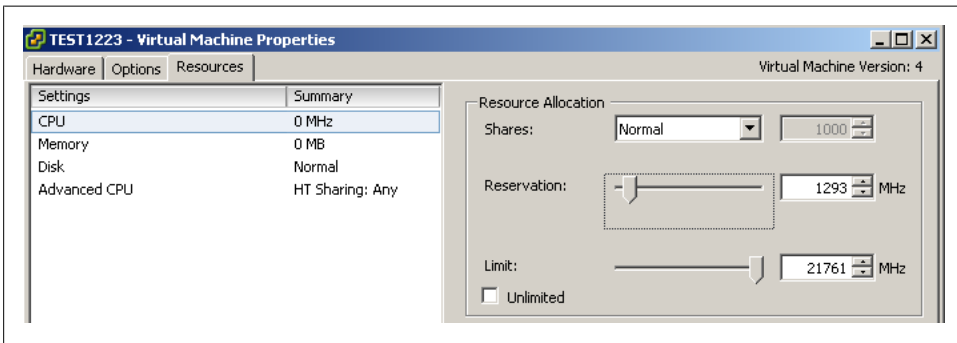 TEST1223 - Virtual Machine Properties
Hardware Options Resources Virtual Machine Version: 4
Settings Summary
CPU 0 MHz
Memory 0 MB
Disk Normal
Advanced CPU HT Sharing: Any
Resource Allocation
Shares: Normal 1000
Reservation: 1293 MHz
Limit: 21761 MHz
Unlimited